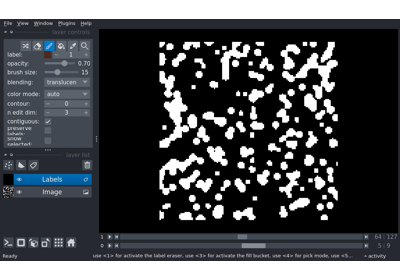 File View Window Plugins Help
layer controls
label: 1
opacity: 0.70
brush size: 15
blending: translucen
color mode: auto
contour: 0
n edit dim: 3
contiguous:
preserve labels:
show selected:
layer list
Labels
Image
1 64 127
5 9
Ready use <1> for activate the label eraser, use <3> for activate the fill bucket, use <4> for pick mode, use <5... activity